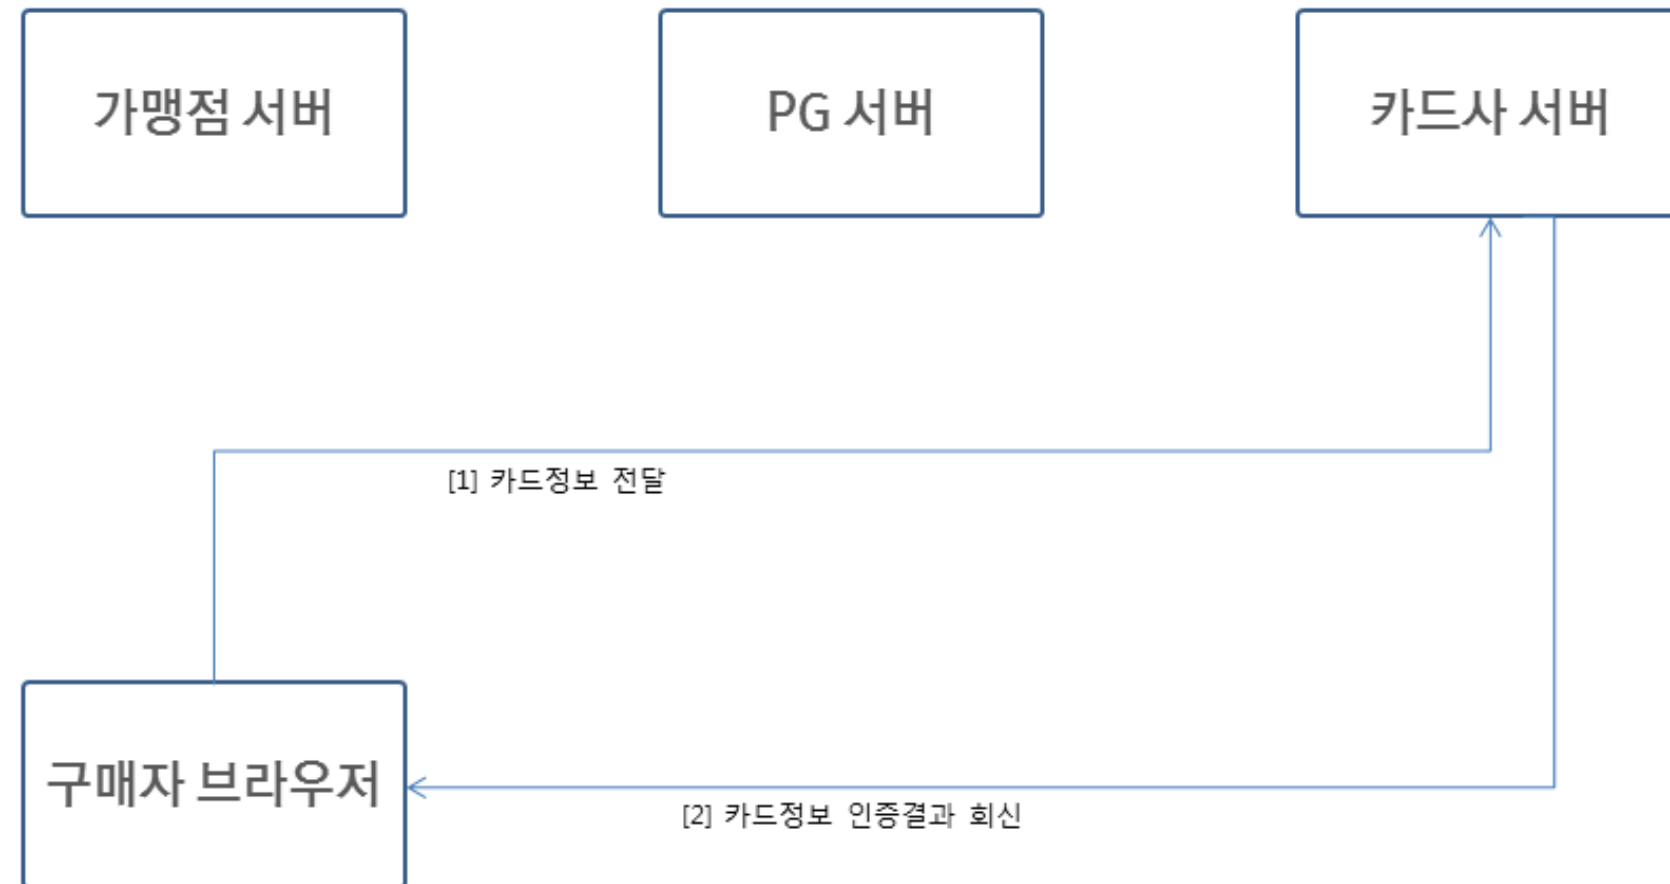 가맹점 서버
PG 서버
카드사 서버
[1] 카드정보 전달
구매자 브라우저
[2] 카드정보 인증결과 회신